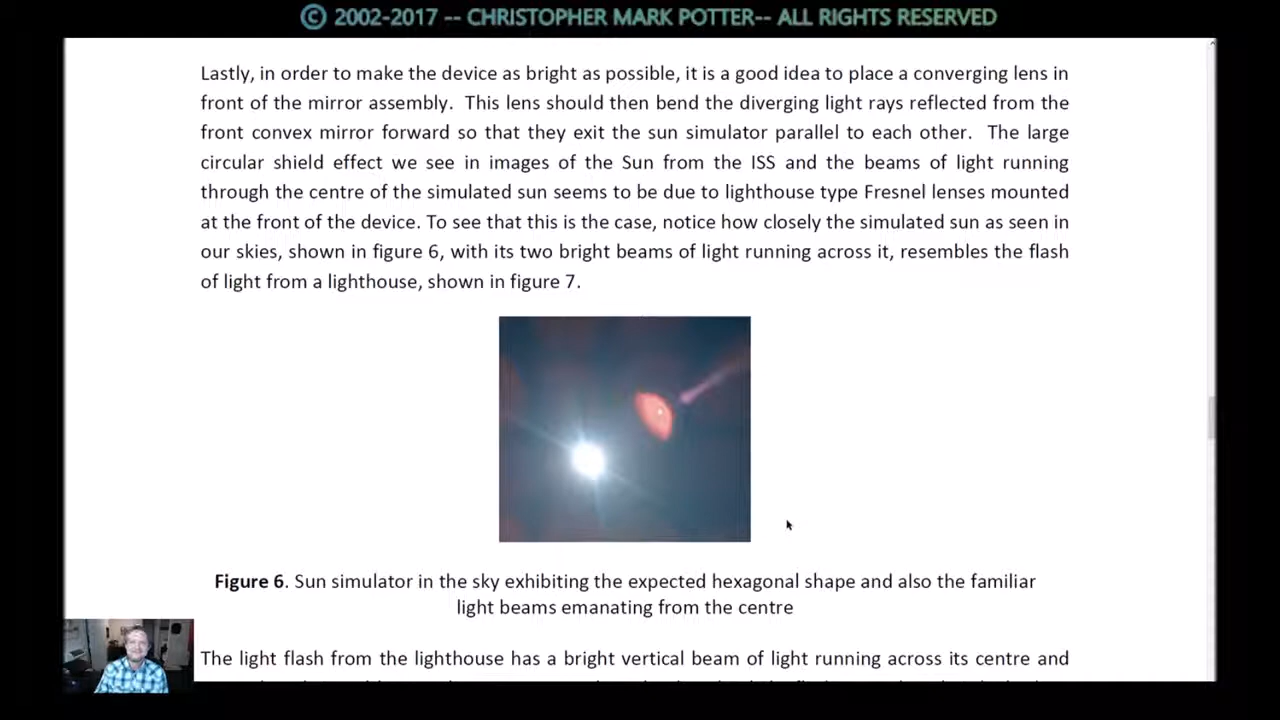 © 2002-2017 -- CHRISTOPHER MARK POTTER-- ALL RIGHTS RESERVED
Lastly, in order to make the device as bright as possible, it is a good idea to place a converging lens in
front of the mirror assembly. This lens should then bend the diverging light rays reflected from the
front convex mirror forward so that they exit the sun simulator parallel to each other. The large
circular shield effect we see in images of the Sun from the ISS and the beams of light running
through the centre of the simulated sun seems to be due to lighthouse type Fresnel lenses mounted
at the front of the device. To see that this is the case, notice how closely the simulated sun as seen in
our skies, shown in figure 6, with its two bright beams of light running across it, resembles the flash
of light from a lighthouse, shown in figure 7.
Figure 6. Sun simulator in the sky exhibiting the expected hexagonal shape and also the familiar
light beams emanating from the centre
The light flash from the lighthouse has a bright vertical beam of light running across its centre and